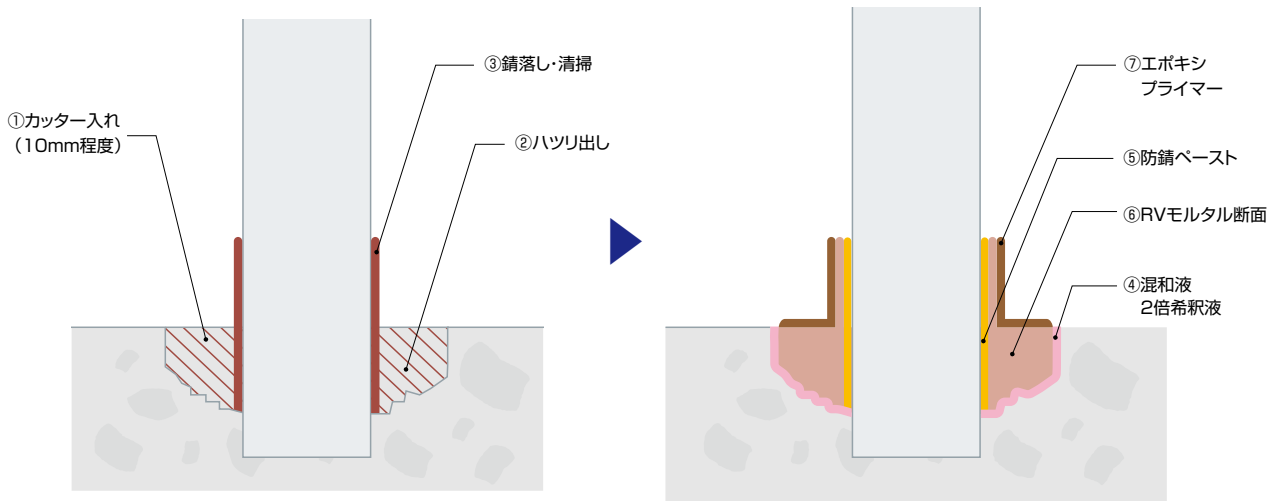 ①カッター入れ
（10mm程度）
③錆落し・清掃
②ハツリ出し
⑦エポキシ
プライマー
⑤防錆ペースト
⑥RVモルタル断面
④混和液
2倍希釈液